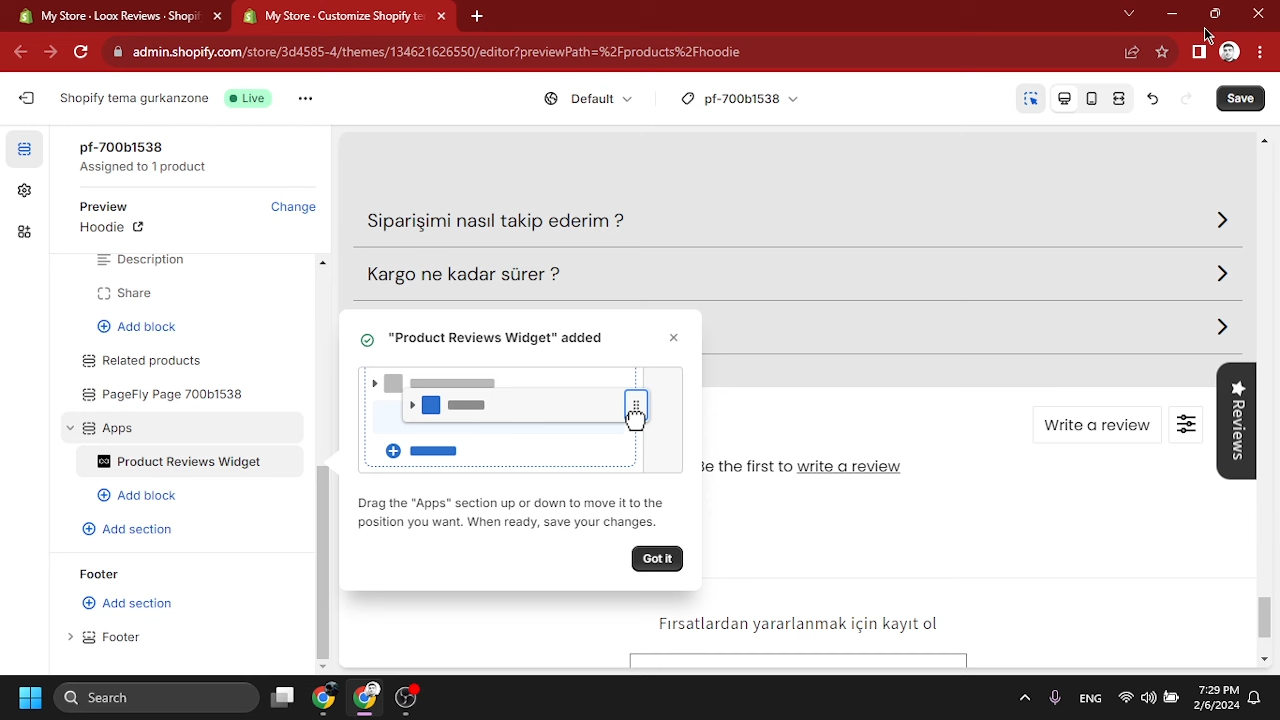 My Store · Loox Reviews · Shopif
My Store · Customize Shopify te
admin.shopify.com/store/3d4585-4/themes/134621626550/editor?previewPath=%2Fproducts%2Fhoodie
Shopify tema gurkanzone
Live
Default
pf-700b1538
Save
pf-700b1538
Assigned to 1 product
Preview
Change
Hoodie
Description
Share
Add block
Related products
PageFly Page 700b1538
Apps
Product Reviews Widget
Add block
Add section
Footer
Add section
Footer
Siparişimi nasıl takip ederim ?
Kargo ne kadar sürer ?
"Product Reviews Widget" added
Drag the "Apps" section up or down to move it to the
position you want. When ready, save your changes.
Got it
Write a review
Be the first to write a review
Reviews
Fırsatlardan yararlanmak için kayıt ol
Search
ENG
7:29 PM
2/6/2024